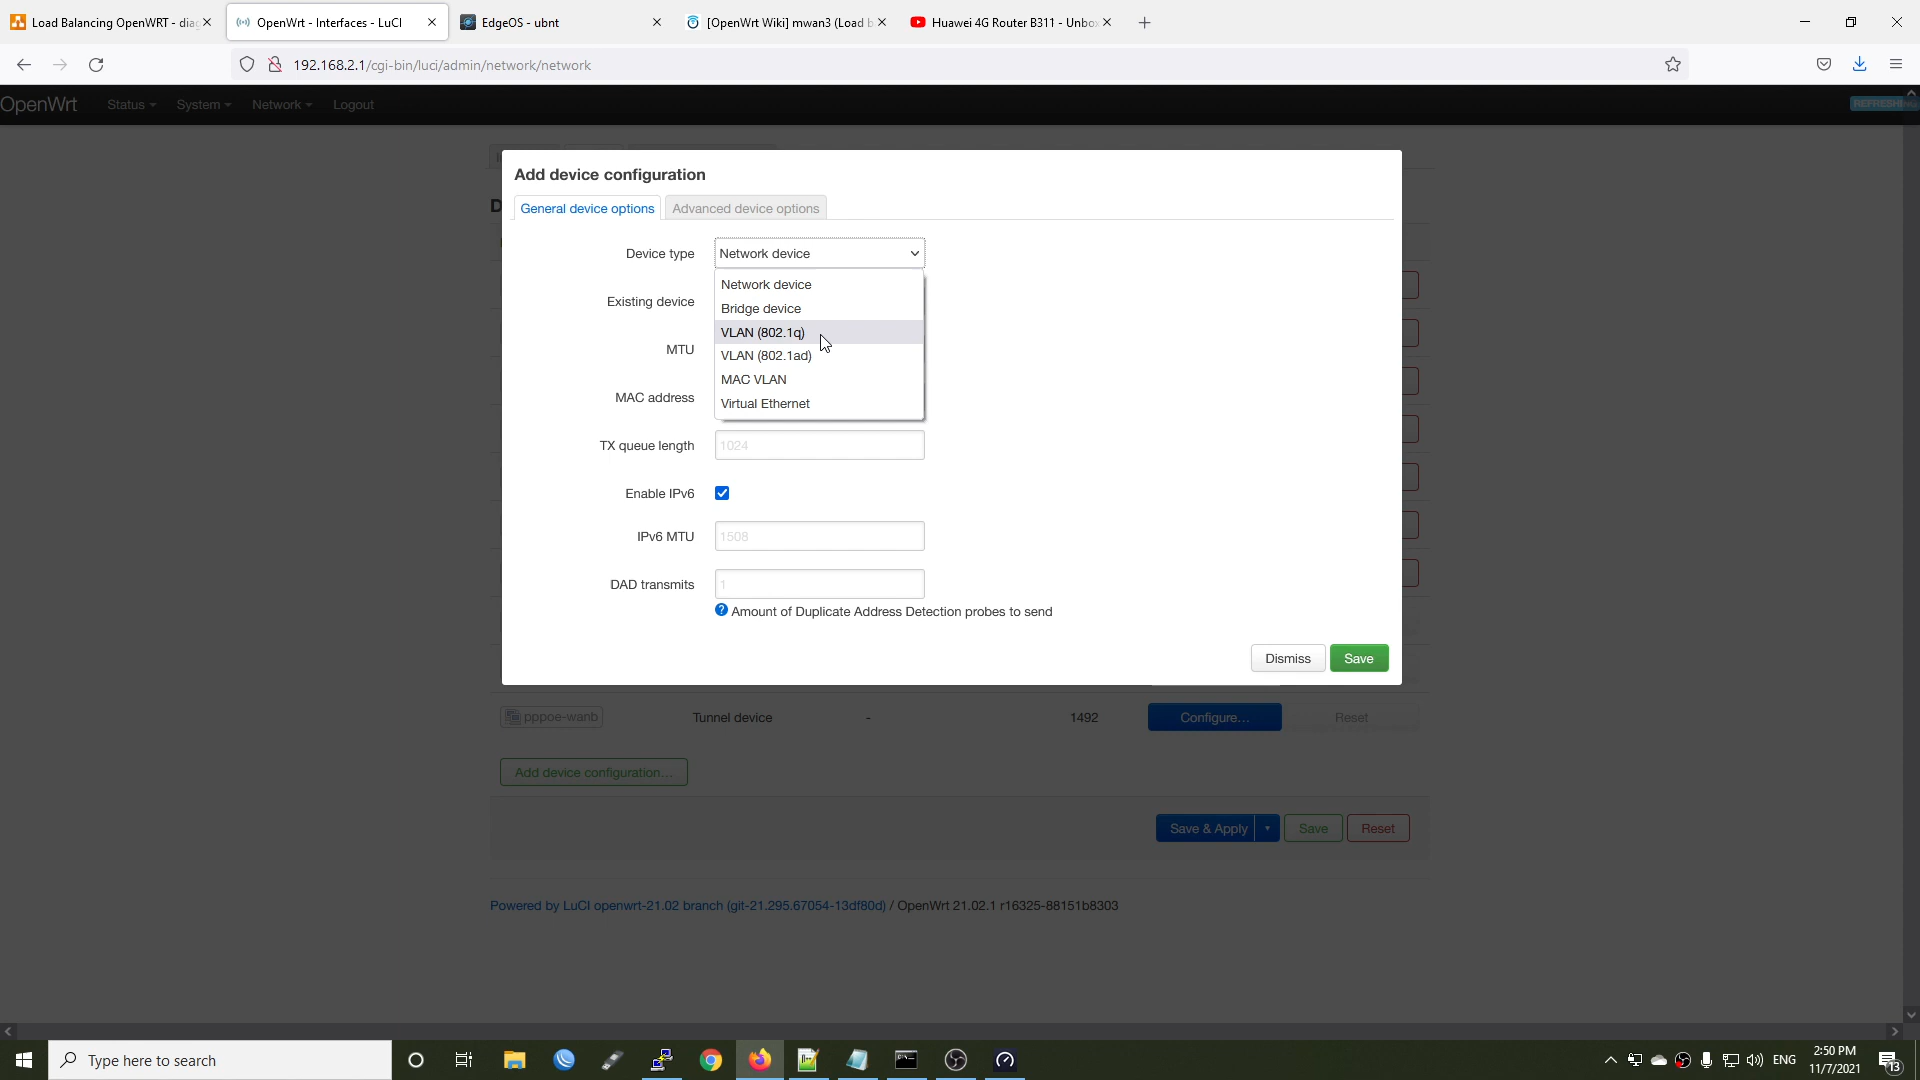 Load Balancing OpenWRT - dia
OpenWrt - Interfaces - LuCI
EdgeOS - ubnt
[OpenWrt Wiki] mwan3 (Load b
Huawei 4G Router B311 - Unbo
192.168.2.1/cgi-bin/luci/admin/network/network
OpenWrt
Status
System
Network
Logout
REFRESHING
Add device configuration
General device options
Advanced device options
Device type
Network device
Network device
Existing device
Bridge device
VLAN (802.1q)
MTU
VLAN (802.1ad)
MAC VLAN
MAC address
Virtual Ethernet
TX queue length
1024
Enable IPv6
IPv6 MTU
1508
DAD transmits
1
Amount of Duplicate Address Detection probes to send
Dismiss
Save
pppoe-wanb
Tunnel device
-
1492
Configure...
Reset
Add device configuration...
Save & Apply
Save
Reset
Powered by LuCI openwrt-21.02 branch (git-21.295.67054-13df80d) / OpenWrt 21.02.1 r16325-88151b8303
Type here to search
ENG
2:50 PM
11/7/2021
13